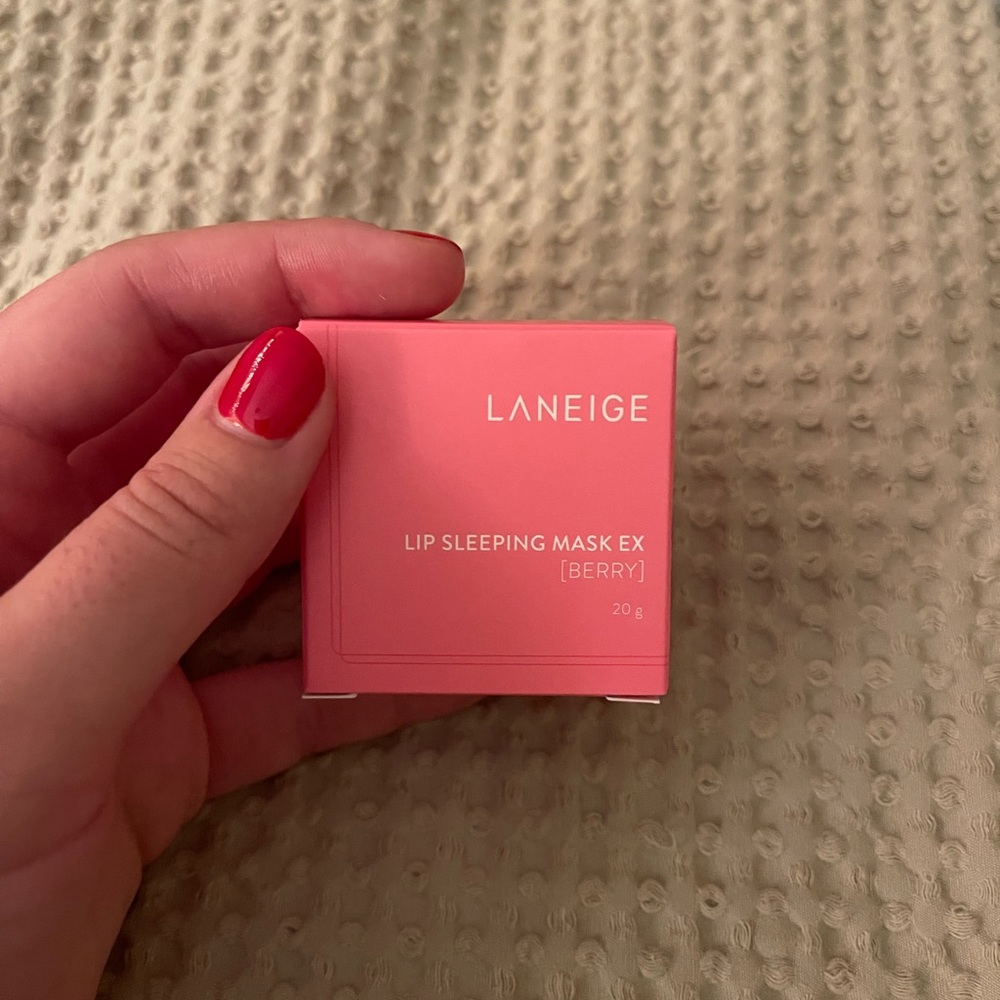 LANEIGE
LIP SLEEPING MASK EX
[BERRY]
20 g